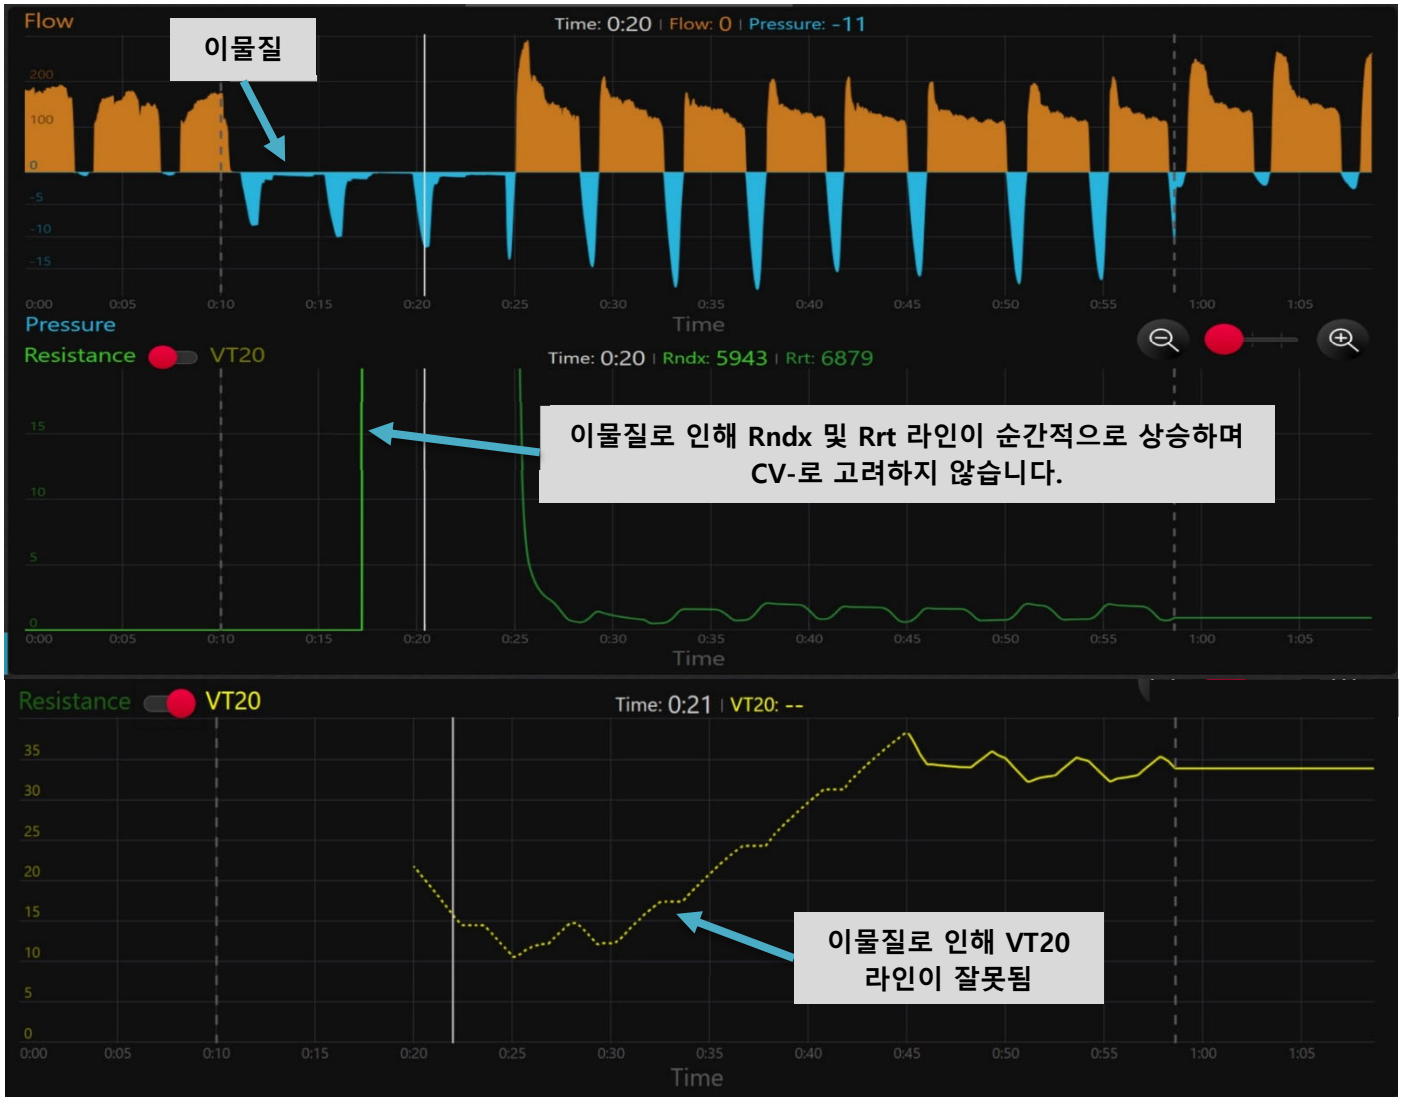 Flow
Time: 0:20 | Flow: 0 | Pressure: -11
이물질
200
100
0
-5
-10
-15
0:00 0:05 0:10 0:15 0:20 0:25 0:30 0:35 0:40 0:45 0:50 0:55 1:00 1:05
Pressure
Time
Resistance VT20
Time: 0:20 | Rndx: 5943 | Rrt: 6879
이물질로 인해 Rndx 및 Rrt 라인이 순간적으로 상승하며
CV-로 고려하지 않습니다.
15
10
5
0
0:00 0:05 0:10 0:15 0:20 0:25 0:30 0:35 0:40 0:45 0:50 0:55 1:00 1:05
Time
Resistance VT20
Time: 0:21 | VT20: --
35
30
25
20
15
10
5
0
이물질로 인해 VT20
라인이 잘못됨
0:00 0:05 0:10 0:15 0:20 0:25 0:30 0:35 0:40 0:45 0:50 0:55 1:00 1:05
Time